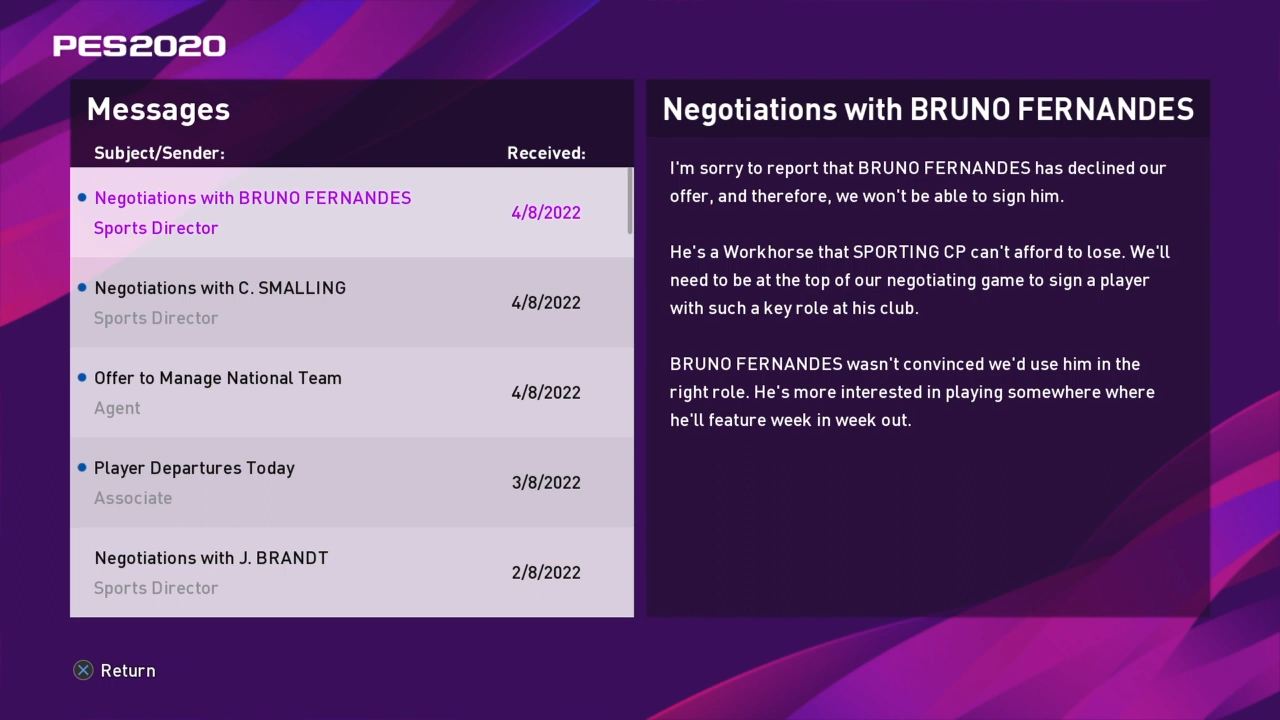 PES2020
Messages
Subject/Sender: Received:
Negotiations with BRUNO FERNANDES
Sports Director
4/8/2022
Negotiations with C. SMALLING
Sports Director
4/8/2022
Offer to Manage National Team
Agent
4/8/2022
Player Departures Today
Associate
3/8/2022
Negotiations with J. BRANDT
Sports Director
2/8/2022
Negotiations with BRUNO FERNANDES
I'm sorry to report that BRUNO FERNANDES has declined our
offer, and therefore, we won't be able to sign him.
He's a Workhorse that SPORTING CP can't afford to lose. We'll
need to be at the top of our negotiating game to sign a player
with such a key role at his club.
BRUNO FERNANDES wasn't convinced we'd use him in the
right role. He's more interested in playing somewhere where
he'll feature week in week out.
Return